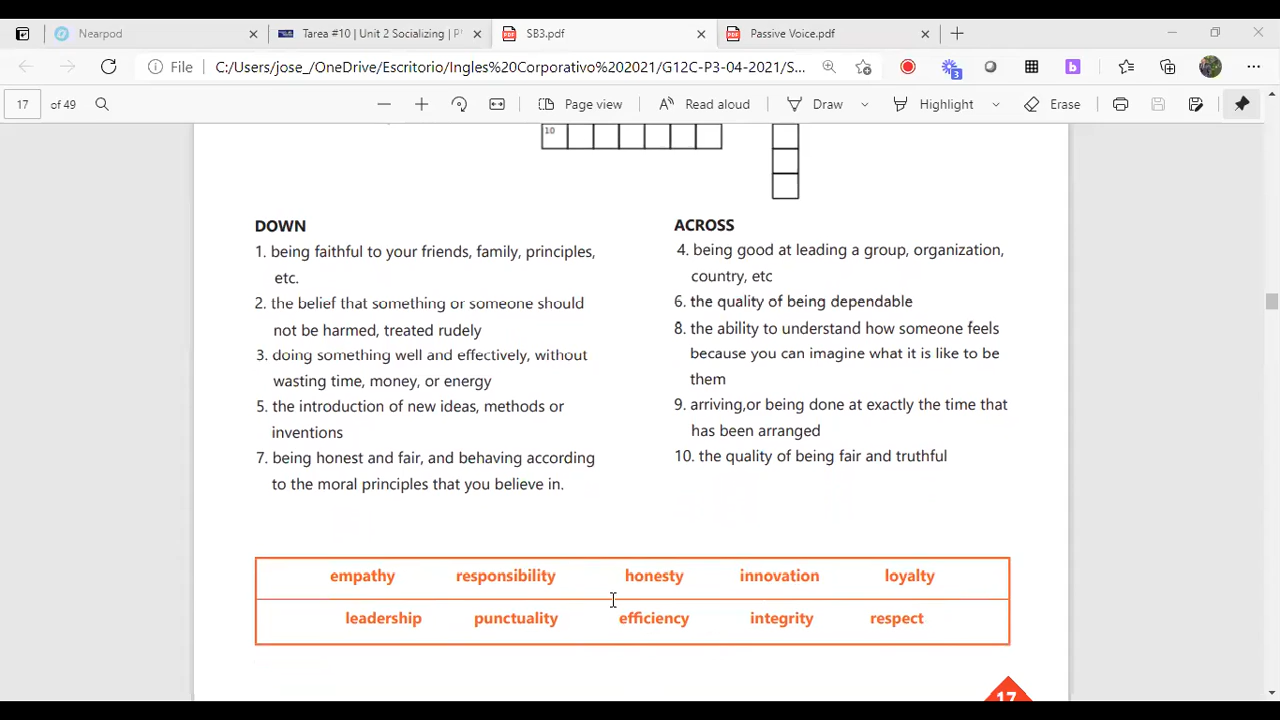 Nearpod
Tarea #10 | Unit 2 Socializing | P
SB3.pdf
Passive Voice.pdf
File
C:/Users/jose_/OneDrive/Escritorio/Ingles%20Corporativo%202021/G12C-P3-04-2021/S...
3
17 of 49
Page view
Read aloud
Draw
Highlight
Erase
10
DOWN
1. being faithful to your friends, family, principles,
etc.
2. the belief that something or someone should
not be harmed, treated rudely
3. doing something well and effectively, without
wasting time, money, or energy
5. the introduction of new ideas, methods or
inventions
7. being honest and fair, and behaving according
to the moral principles that you believe in.
ACROSS
4. being good at leading a group, organization,
country, etc
6. the quality of being dependable
8. the ability to understand how someone feels
because you can imagine what it is like to be
them
9. arriving,or being done at exactly the time that
has been arranged
10. the quality of being fair and truthful
empathy responsibility honesty innovation loyalty
leadership punctuality efficiency integrity respect
17